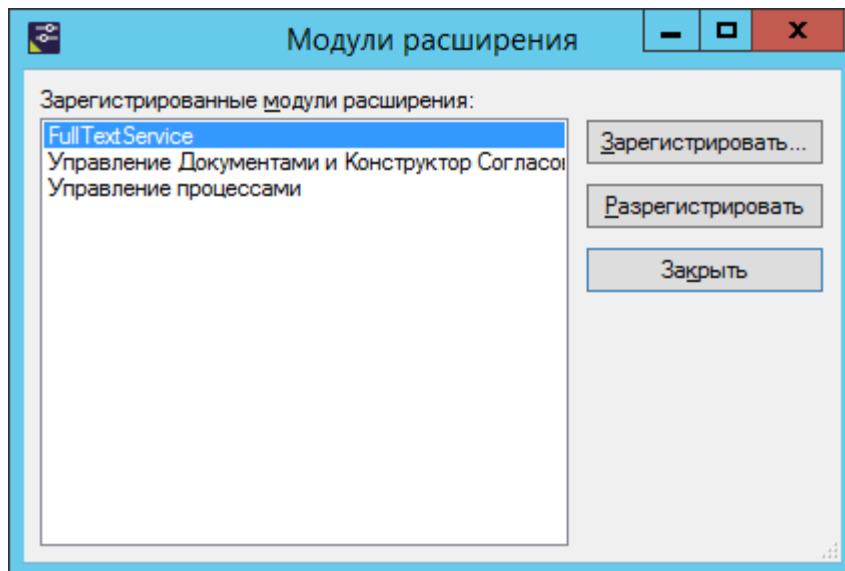 Модули расширения
Зарегистрированные модули расширения:
FullTextService
Управление Документами и Конструктор Согласо
Управление процессами
Зарегистрировать...
Разрегистрировать
Закрыть